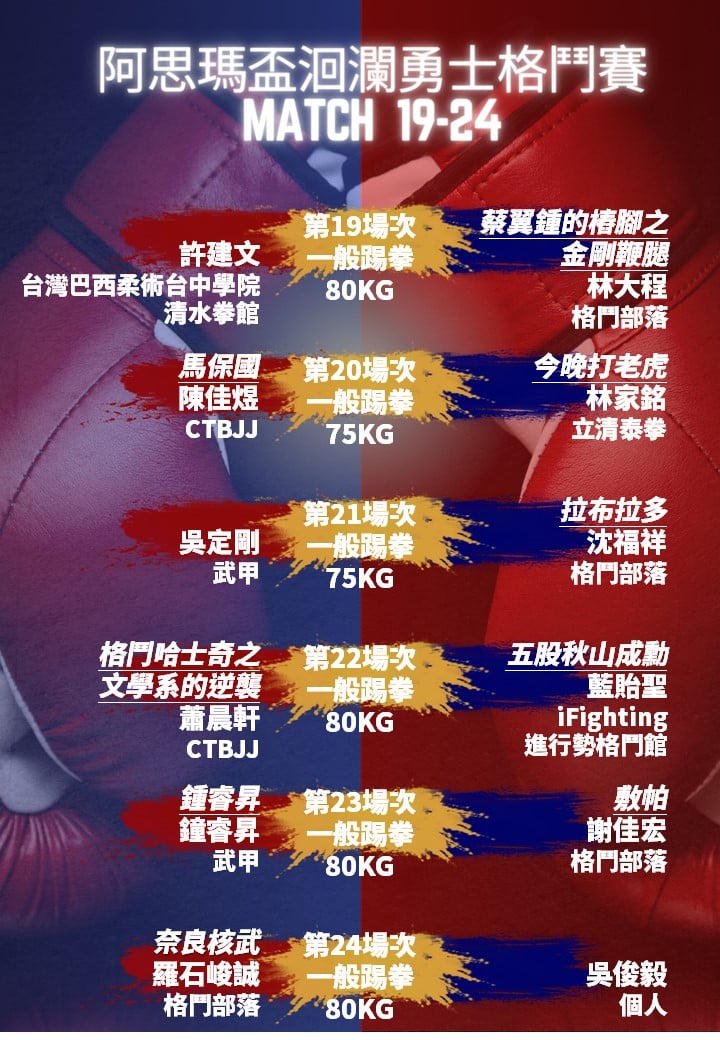 阿思瑪盃洄瀾勇士格鬥賽
MATCH 19-24
許建文
台灣巴西柔術台中學院
清水拳館
第19場次
一般踢拳
80KG
蔡翼鍾的樁腳之
金剛鞭腿
林大程
格鬥部落
馬保國
陳佳煜
CTBJJ
第20場次
一般踢拳
75KG
今晚打老虎
林家銘
立清泰拳
吳定剛
武甲
第21場次
一般踢拳
75KG
拉布拉多
沈福祥
格鬥部落
格鬥哈士奇之
文學系的逆襲
蕭晨軒
CTBJJ
第22場次
一般踢拳
80KG
五股秋山成勳
藍貽聖
iFighting
進行勢格鬥館
鍾睿昇
鐘睿昇
武甲
第23場次
一般踢拳
80KG
敷帕
謝佳宏
格鬥部落
奈良核武
羅石峻誠
格鬥部落
第24場次
一般踢拳
80KG
吳俊毅
個人